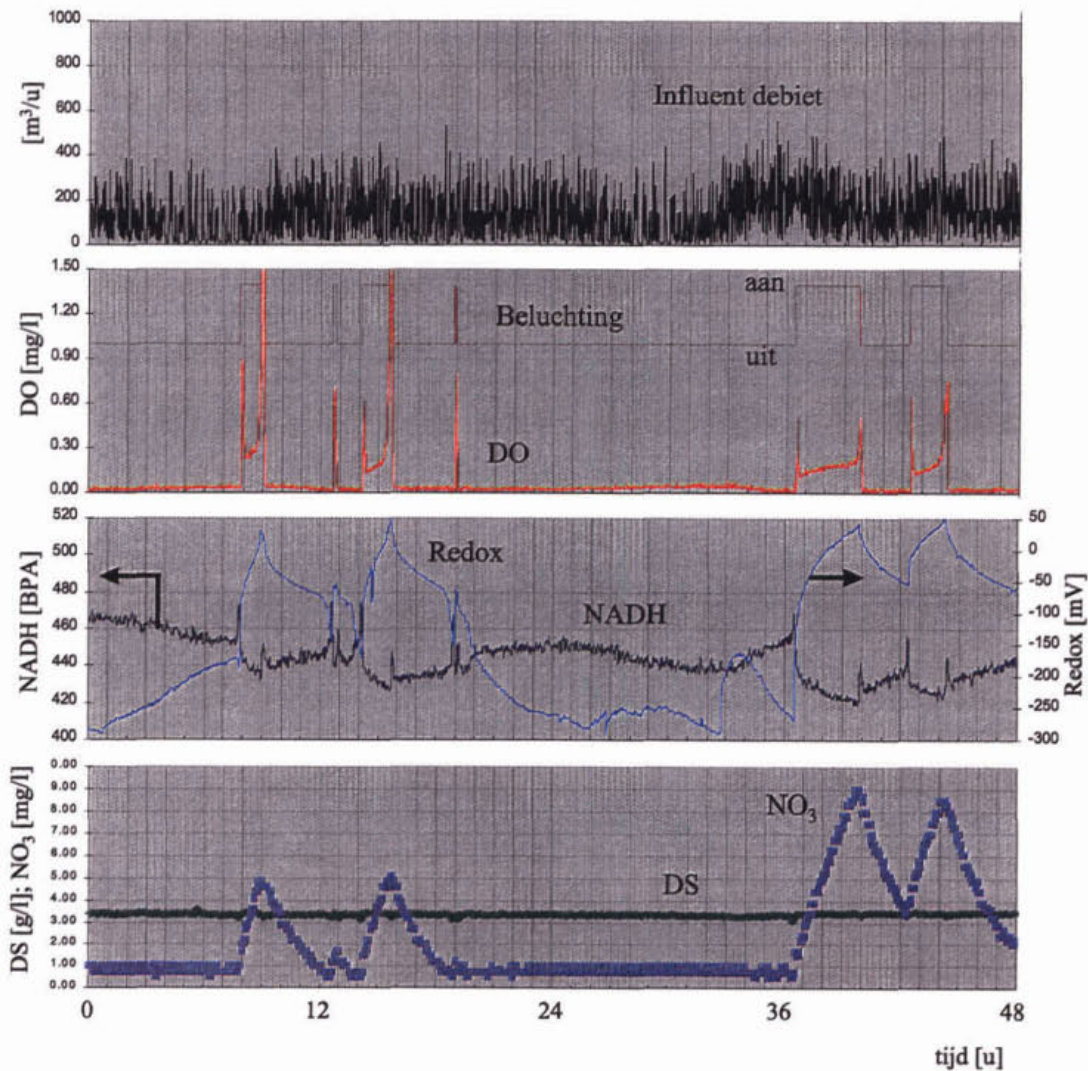 1000
800
600
400
200
0
[m³/u]
Influent debiet
1.50
1.20
0.90
0.60
0.30
0.00
DO [mg/l]
aan
Beluchting
uit
DO
520
500
480
460
440
420
400
NADH [BPA]
Redox
NADH
50
0
-50
-100
-150
-200
-250
-300
Redox [mV]
0.00
9.00
8.00
7.00
6.00
5.00
4.00
3.00
2.00
1.00
0.00
DS [g/l]; NO₃ [mg/l]
NO₃
DS
0 12 24 36 48
tijd [u]